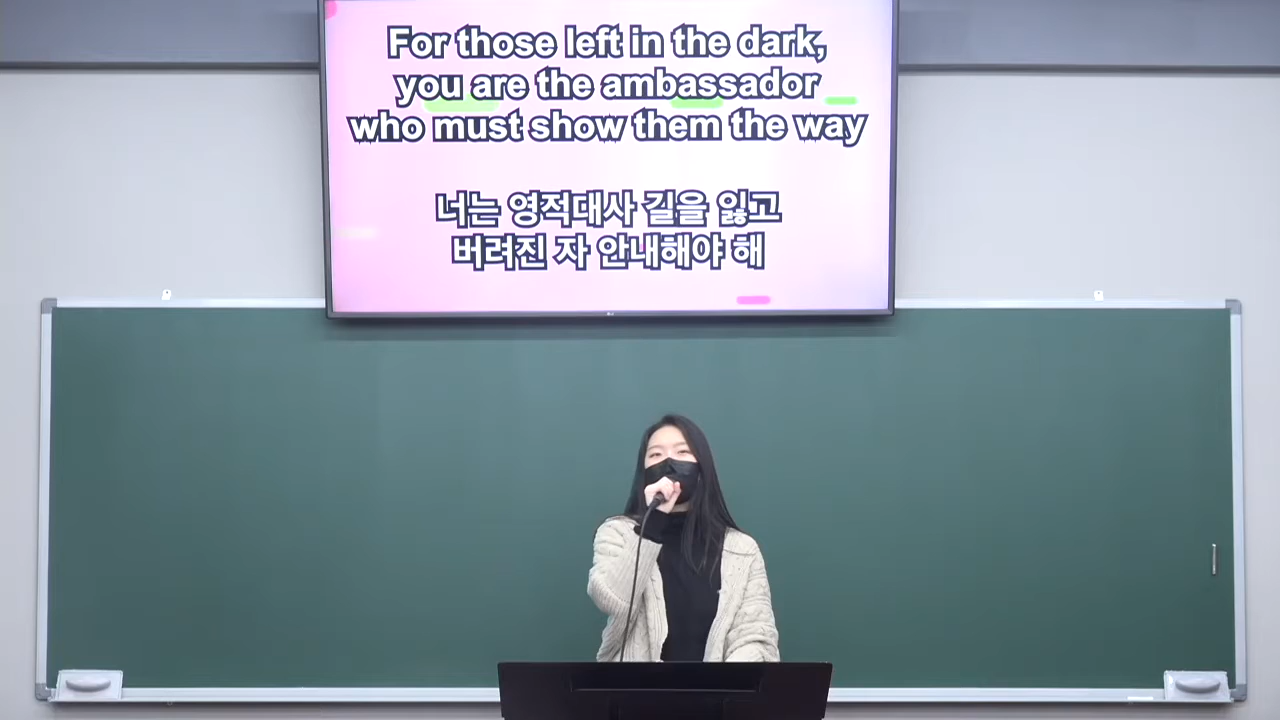 For those left in the dark,
you are the ambassador
who must show them the way
너는 영적대사 길을 잃고
버려진 자 안내해야 해